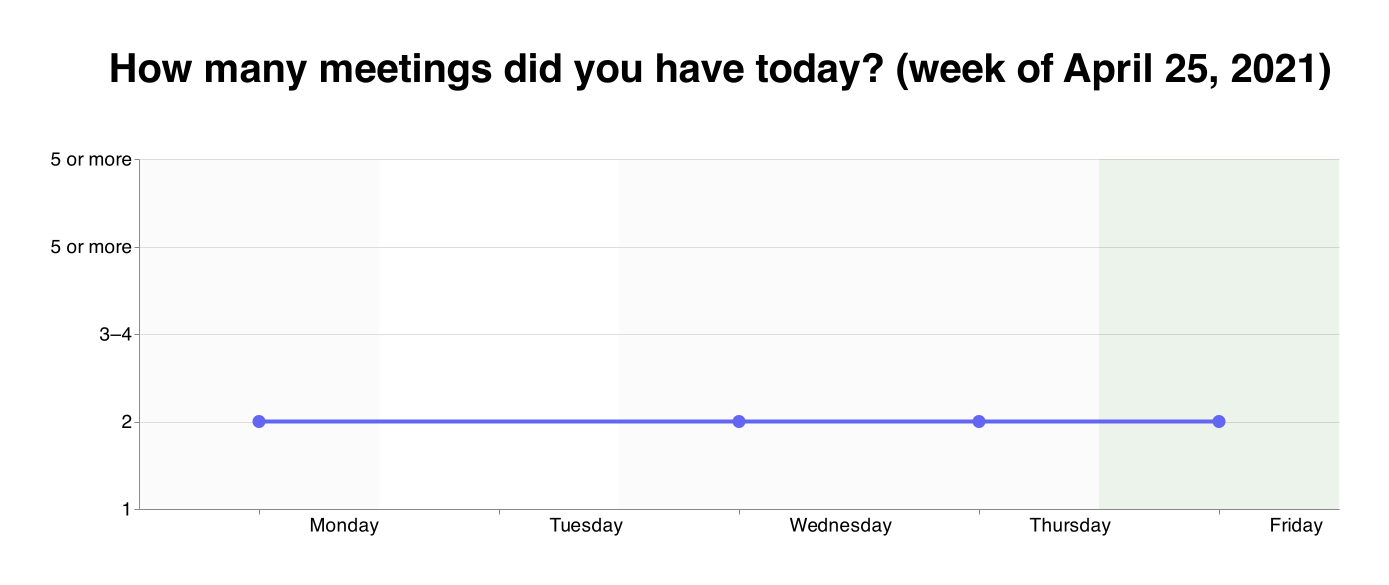 How many meetings did you have today? (week of April 25, 2021)
5 or more
5 or more
3–4
2
1
Monday Tuesday Wednesday Thursday Friday